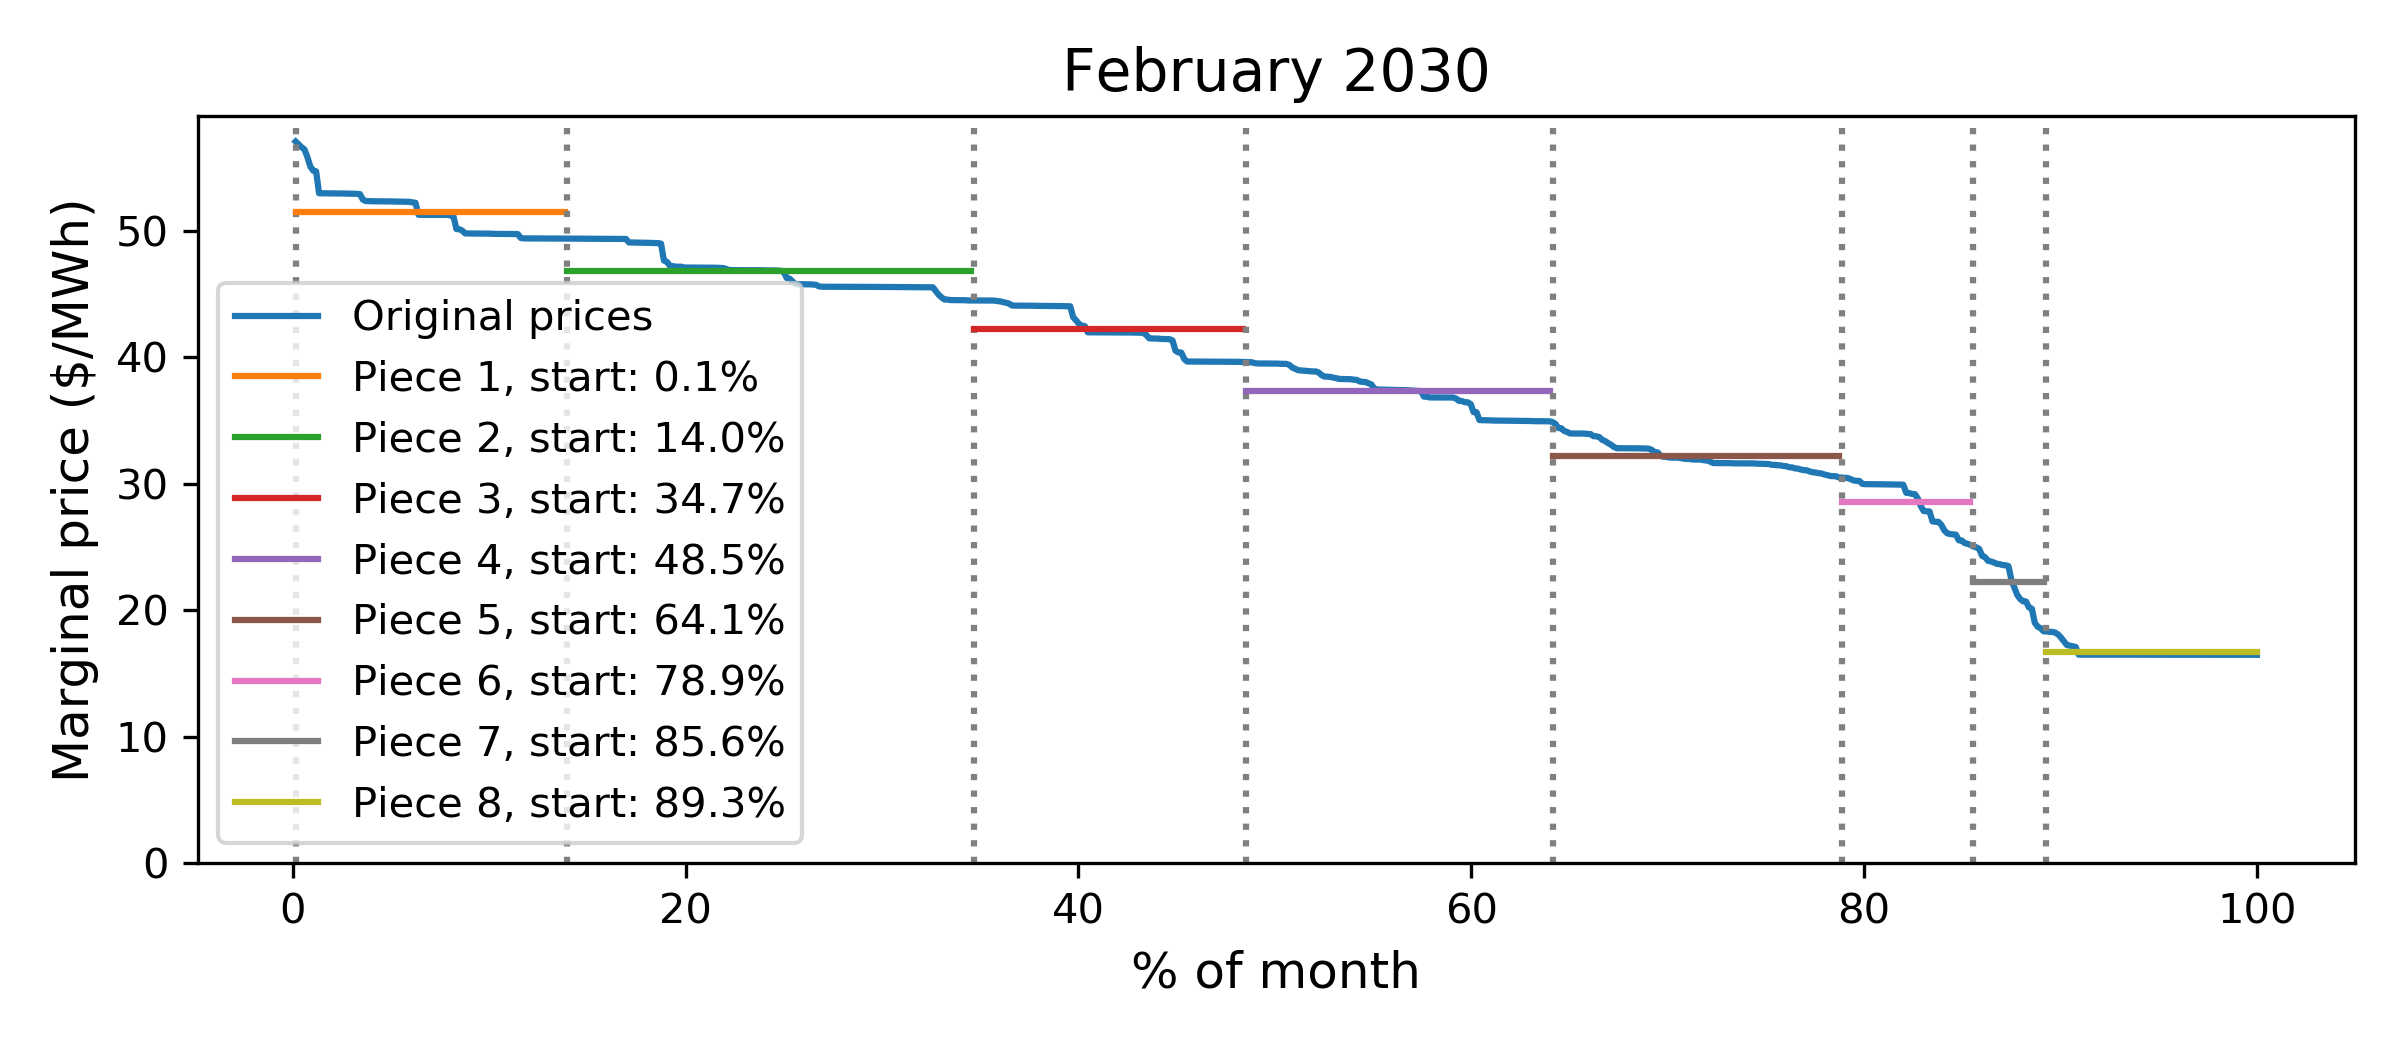 February 2030
Marginal price ($/MWh)
50
40
30
20
10
0
Original prices
Piece 1, start: 0.1%
Piece 2, start: 14.0%
Piece 3, start: 34.7%
Piece 4, start: 48.5%
Piece 5, start: 64.1%
Piece 6, start: 78.9%
Piece 7, start: 85.6%
Piece 8, start: 89.3%
0 20 40 60 80 100
% of month